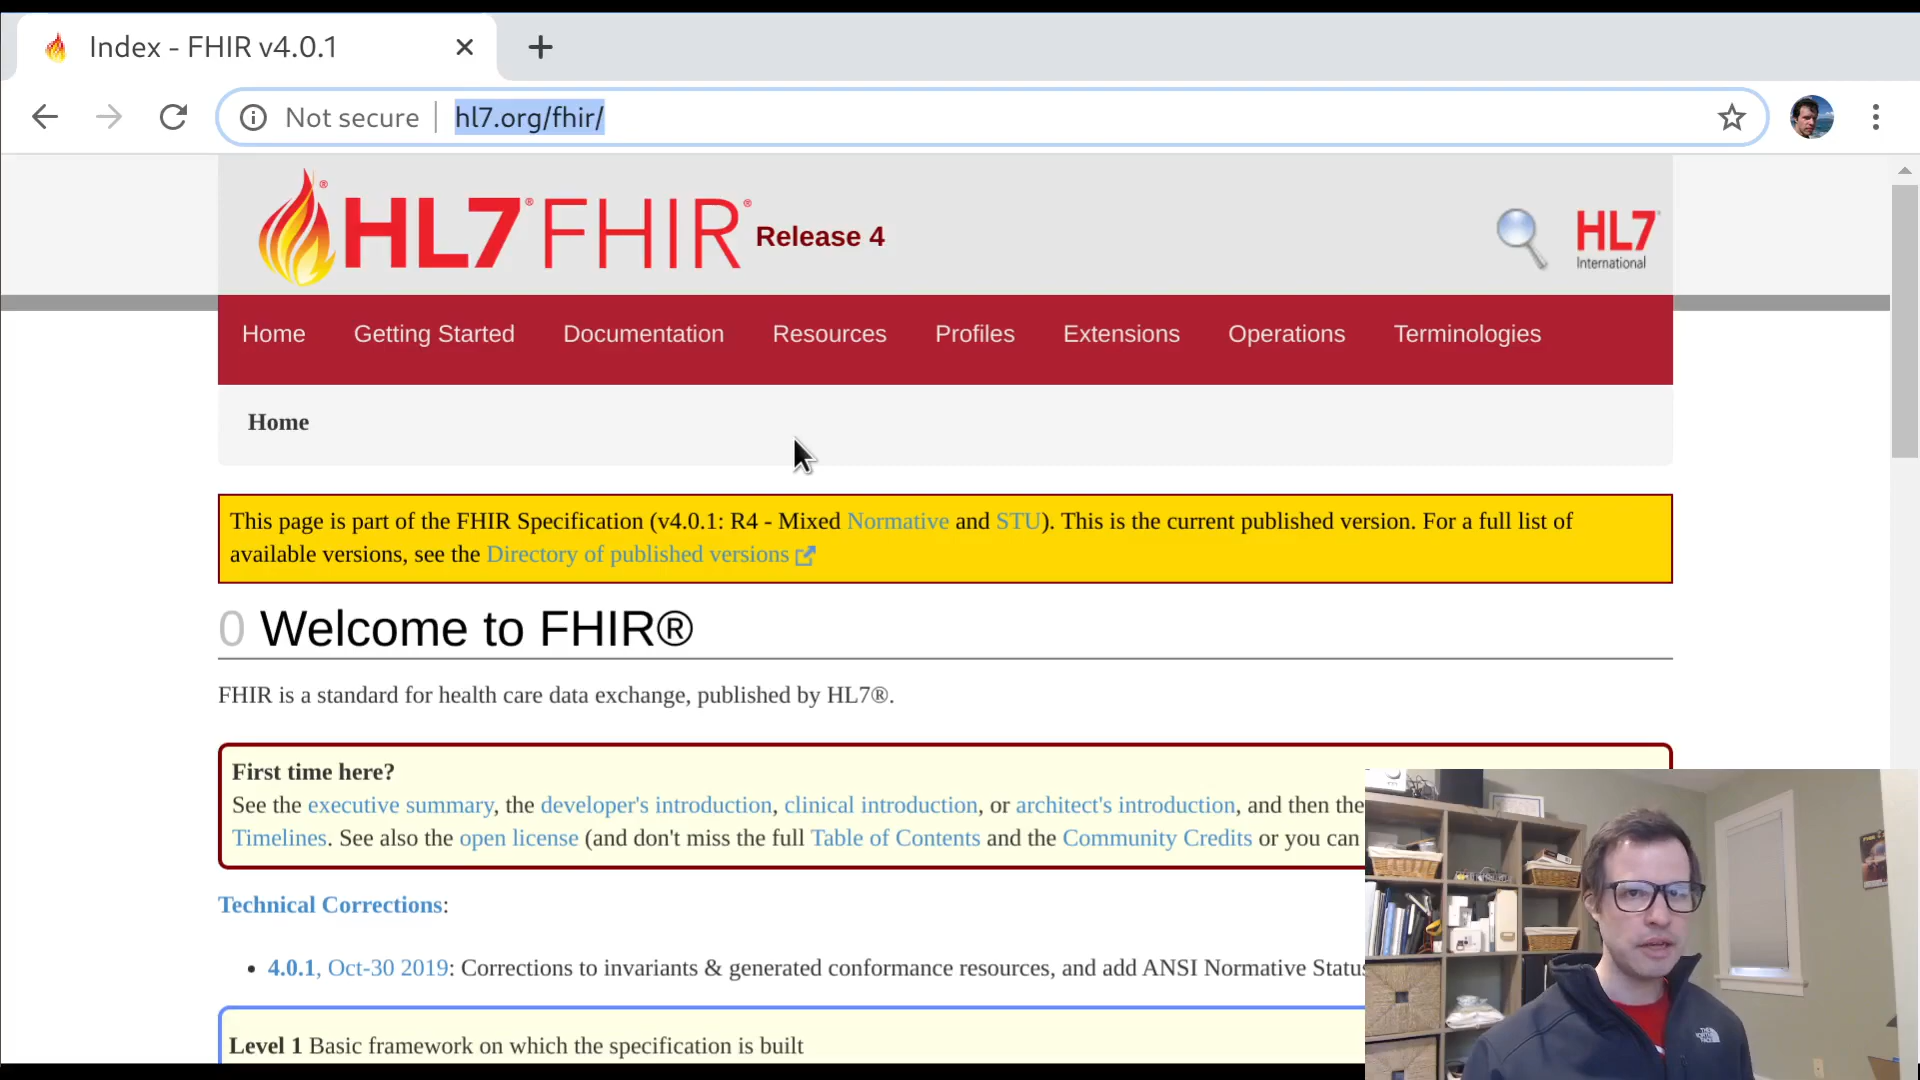 Index - FHIR v4.0.1
Not secure | hl7.org/fhir/
HL7® FHIR® Release 4
HL7®
International
Home Getting Started Documentation Resources Profiles Extensions Operations Terminologies
Home
This page is part of the FHIR Specification (v4.0.1: R4 - Mixed Normative and STU). This is the current published version. For a full list of
available versions, see the Directory of published versions
0 Welcome to FHIR®
FHIR is a standard for health care data exchange, published by HL7®.
First time here?
See the executive summary, the developer's introduction, clinical introduction, or architect's introduction, and then the
Timelines. See also the open license (and don't miss the full Table of Contents and the Community Credits or you can
Technical Corrections:
• 4.0.1, Oct-30 2019: Corrections to invariants & generated conformance resources, and add ANSI Normative Status
Level 1 Basic framework on which the specification is built
THE
NORTH
FACE